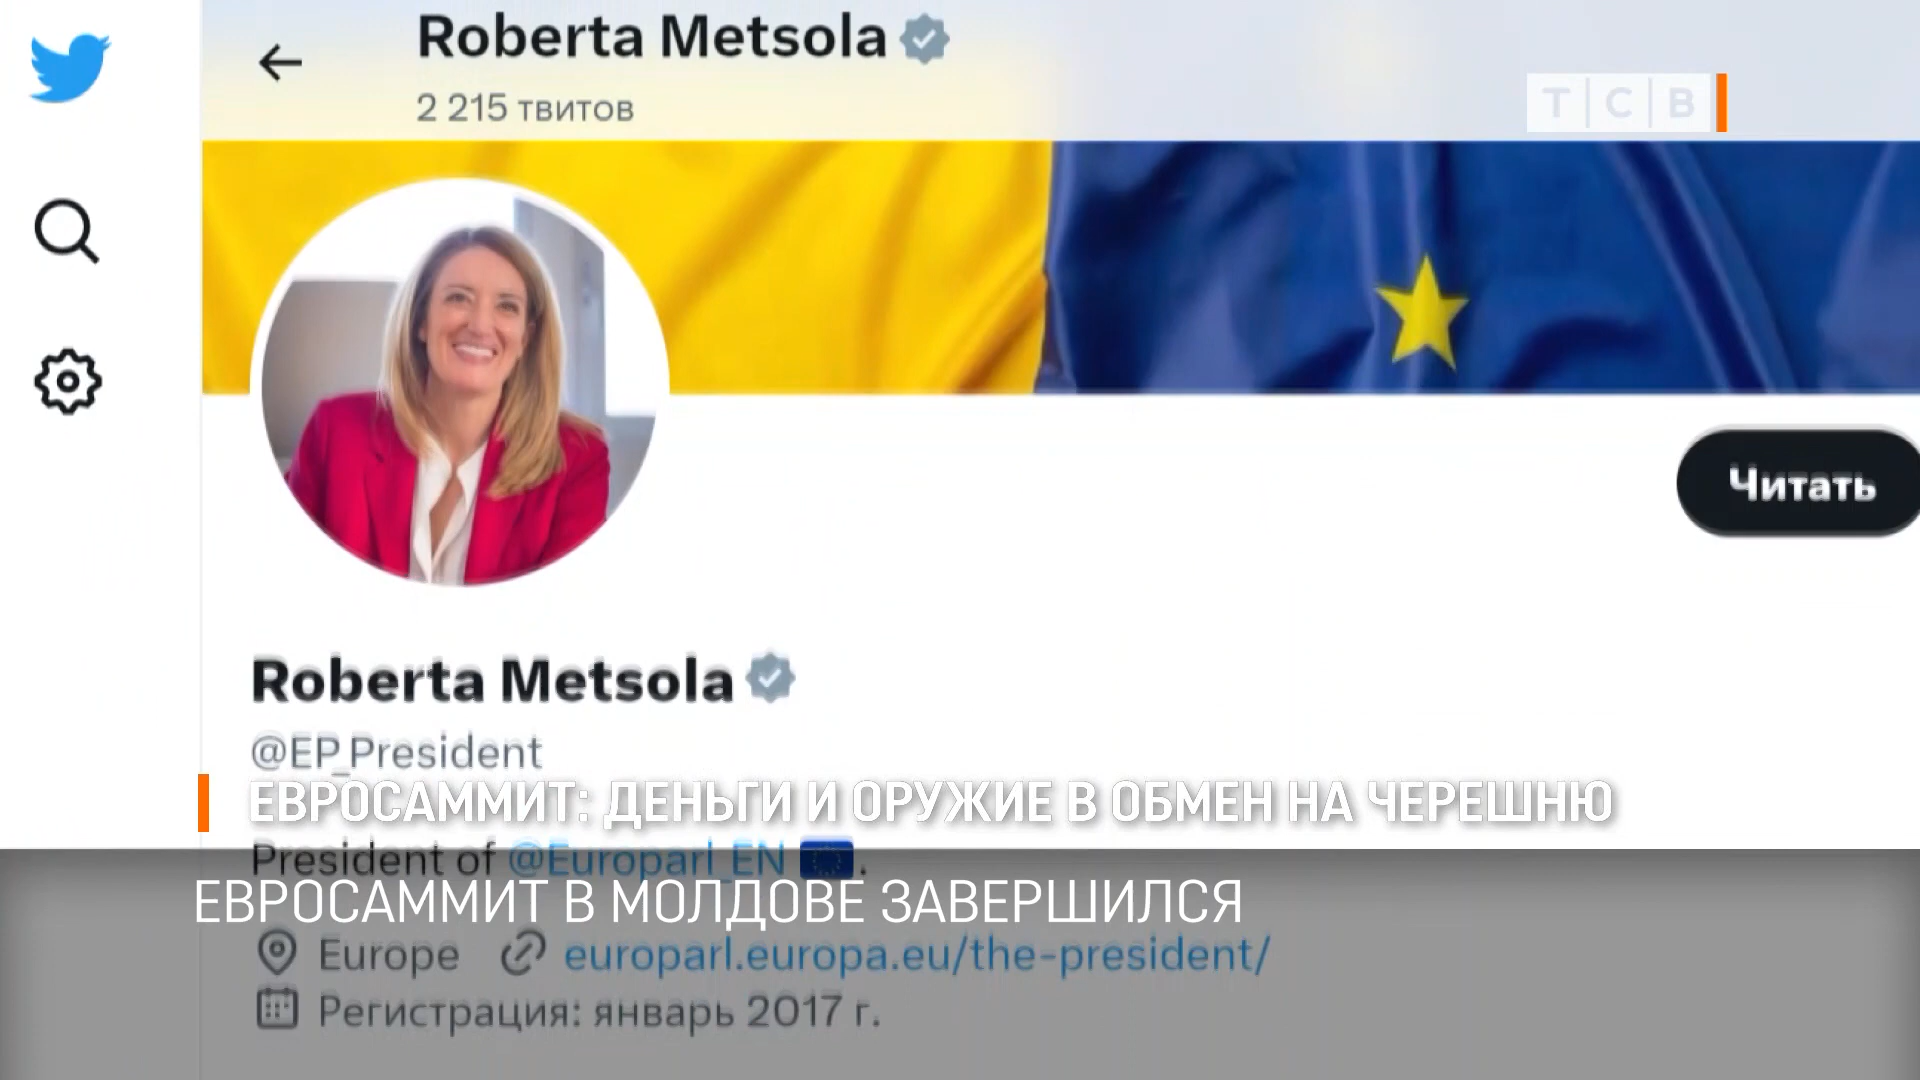 Roberta Metsola
2 215 твитов
ТСВ
Читать
Roberta Metsola
@EP_President
ЕВРОСАММИТ: ДЕНЬГИ И ОРУЖИЕ В ОБМЕН НА ЧЕРЕШНЮ
President of @Europarl_EN 🇪🇺.
ЕВРОСАММИТ В МОЛДОВЕ ЗАВЕРШИЛСЯ
Europe europarl.europa.eu/the-president/
Регистрация: январь 2017 г.